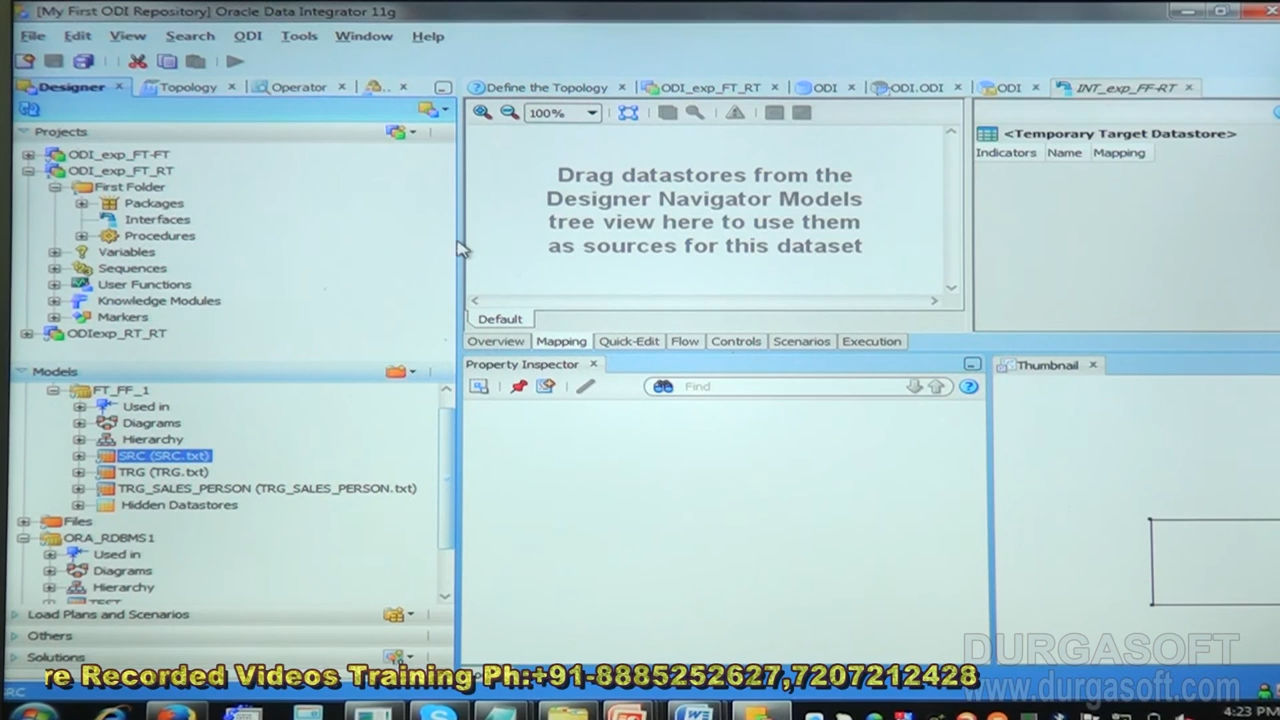 [My First ODI Repository] Oracle Data Integrator 11g
File Edit View Search ODI Tools Window Help
Designer Topology Operator
Define the Topology ODI_exp_FT_RT ODI ODI.ODI ODI INT_exp_FF-RT
100%
Projects
ODI_exp_FT-FT
ODI_exp_FT_RT
First Folder
Packages
Interfaces
Procedures
Variables
Sequences
User Functions
Knowledge Modules
Markers
ODIexp_RT_RT
Drag datastores from the
Designer Navigator Models
tree view here to use them
as sources for this dataset
Default
Overview Mapping Quick-Edit Flow Controls Scenarios Execution
<Temporary Target Datastore>
Indicators Name Mapping
Models
FT_FF_1
Used in
Diagrams
Hierarchy
SRC (SRC.txt)
TRG (TRG.txt)
TRG_SALES_PERSON (TRG_SALES_PERSON.txt)
Hidden Datastores
Files
ORA_RDBMS1
Used in
Diagrams
Hierarchy
Load Plans and Scenarios
Others
Solutions
Property Inspector
Find
Thumbnail
DURGASOFT
www.durgasoft.com
re Recorded Videos Training Ph:+91-8885252627,7207212428
SRC
4:23 PM